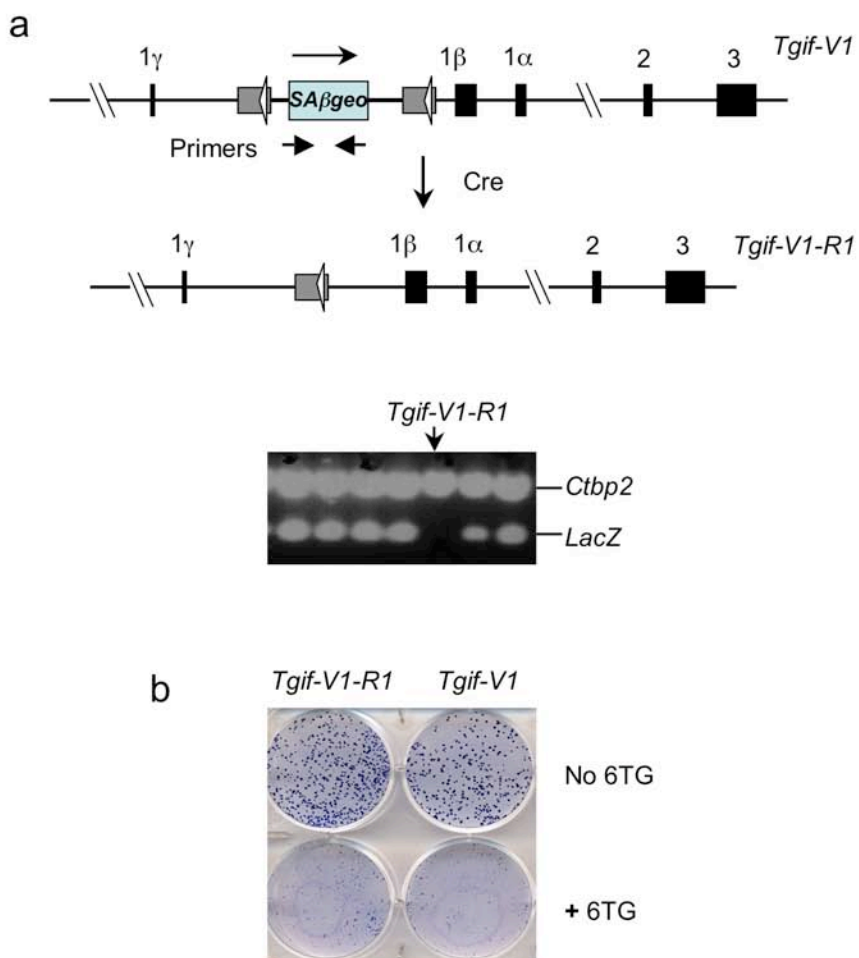 a
1γ
1β
1α
2
3
Tgif-V1
SAβgeo
Primers
Cre
1γ
1β
1α
2
3
Tgif-V1-R1
Tgif-V1-R1
Ctbp2
LacZ
b
Tgif-V1-R1
Tgif-V1
No 6TG
+ 6TG